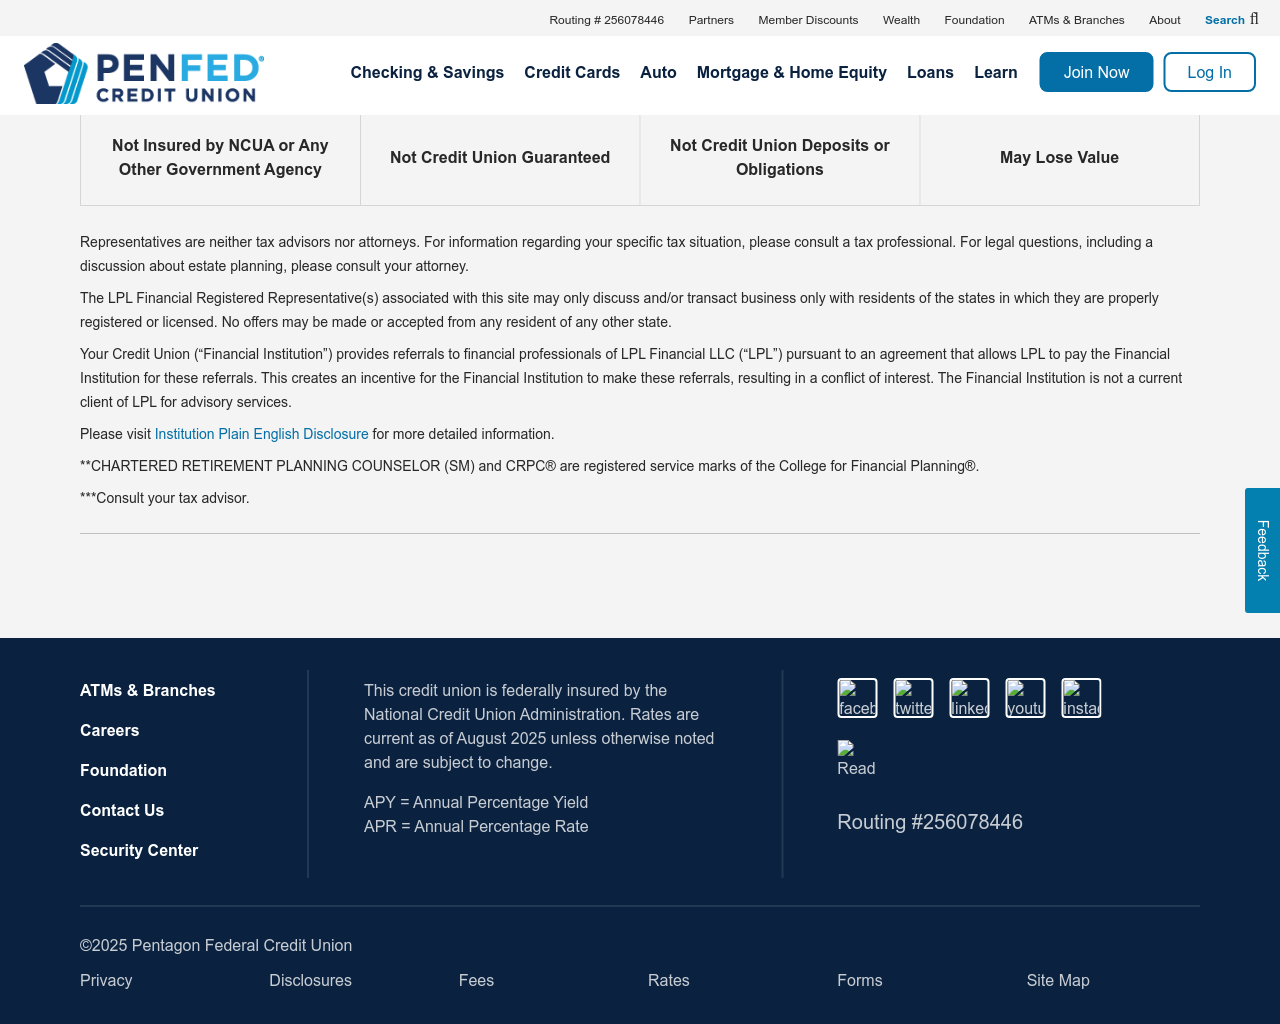 Routing # 256078446 Partners Member Discounts Wealth Foundation ATMs & Branches About Search
PENFED®
CREDIT UNION
Checking & Savings Credit Cards Auto Mortgage & Home Equity Loans Learn Join Now Log In
Not Insured by NCUA or Any
Other Government Agency
Not Credit Union Guaranteed
Not Credit Union Deposits or
Obligations
May Lose Value
Representatives are neither tax advisors nor attorneys. For information regarding your specific tax situation, please consult a tax professional. For legal questions, including a
discussion about estate planning, please consult your attorney.
The LPL Financial Registered Representative(s) associated with this site may only discuss and/or transact business only with residents of the states in which they are properly
registered or licensed. No offers may be made or accepted from any resident of any other state.
Your Credit Union (“Financial Institution”) provides referrals to financial professionals of LPL Financial LLC (“LPL”) pursuant to an agreement that allows LPL to pay the Financial
Institution for these referrals. This creates an incentive for the Financial Institution to make these referrals, resulting in a conflict of interest. The Financial Institution is not a current
client of LPL for advisory services.
Please visit Institution Plain English Disclosure for more detailed information.
**CHARTERED RETIREMENT PLANNING COUNSELOR (SM) and CRPC® are registered service marks of the College for Financial Planning®.
***Consult your tax advisor.
Feedback
ATMs & Branches
Careers
Foundation
Contact Us
Security Center
This credit union is federally insured by the
National Credit Union Administration. Rates are
current as of August 2025 unless otherwise noted
and are subject to change.
APY = Annual Percentage Yield
APR = Annual Percentage Rate
faceb twitte linked youtu instag
Read
Routing #256078446
©2025 Pentagon Federal Credit Union
Privacy Disclosures Fees Rates Forms Site Map